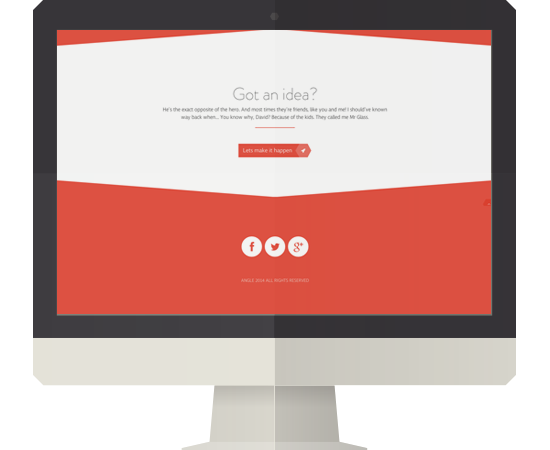 Got an idea?
He's the exact opposite of the hero. And most times they're friends, like you and me! I should've known
way back when... You know why, David? Because of the kids. They called me Mr Glass.
Lets make it happen
f g+
ANGLE 2014 ALL RIGHTS RESERVED